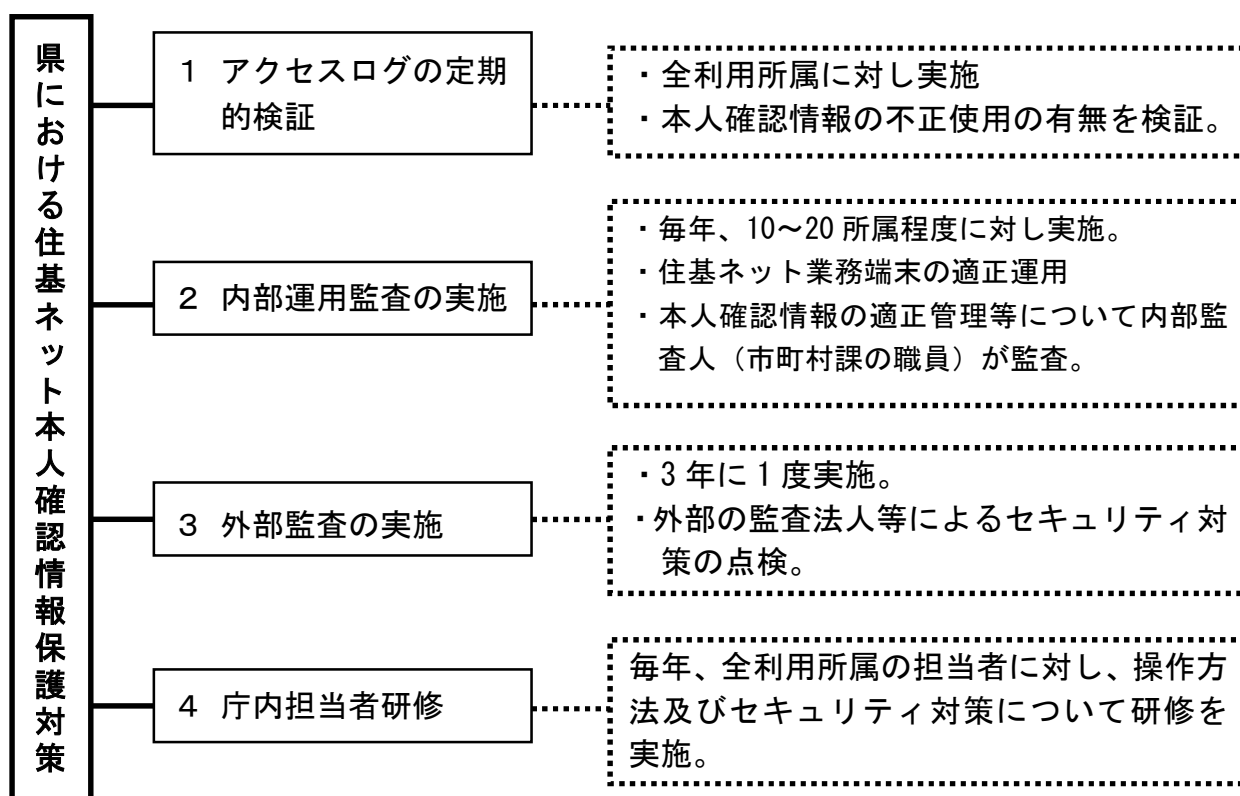 県における住基ネット本人確認情報保護対策
1 アクセスログの定期
的検証
・全利用所属に対し実施
・本人確認情報の不正使用の有無を検証。
2 内部運用監査の実施
・毎年、10～20 所属程度に対し実施。
・住基ネット業務端末の適正運用
・本人確認情報の適正管理等について内部監
査人（市町村課の職員）が監査。
3 外部監査の実施
・3 年に 1 度実施。
・外部の監査法人等によるセキュリティ対
策の点検。
4 庁内担当者研修
毎年、全利用所属の担当者に対し、操作方
法及びセキュリティ対策について研修を
実施。